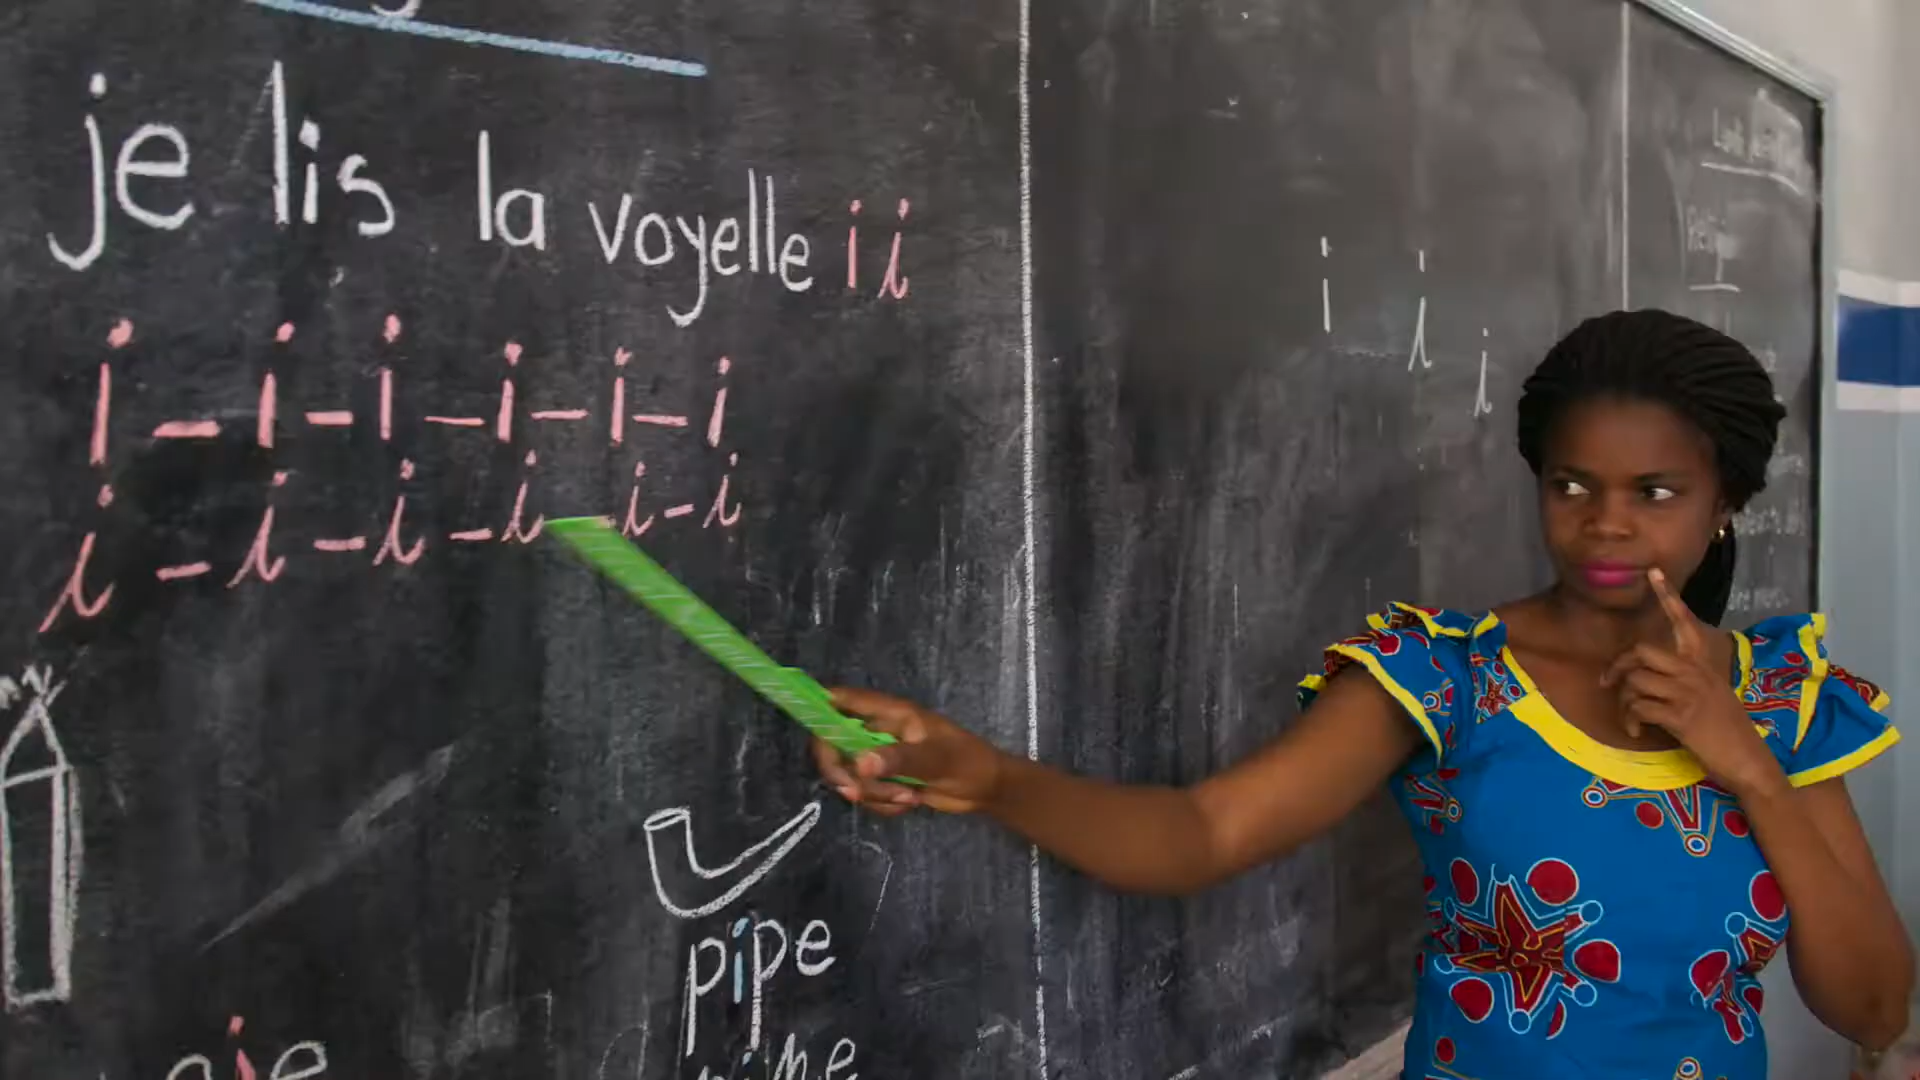 je lis la voyelle i i
i - i - i - i - i - i
i - i - i - i - i - i
i i i
pipe